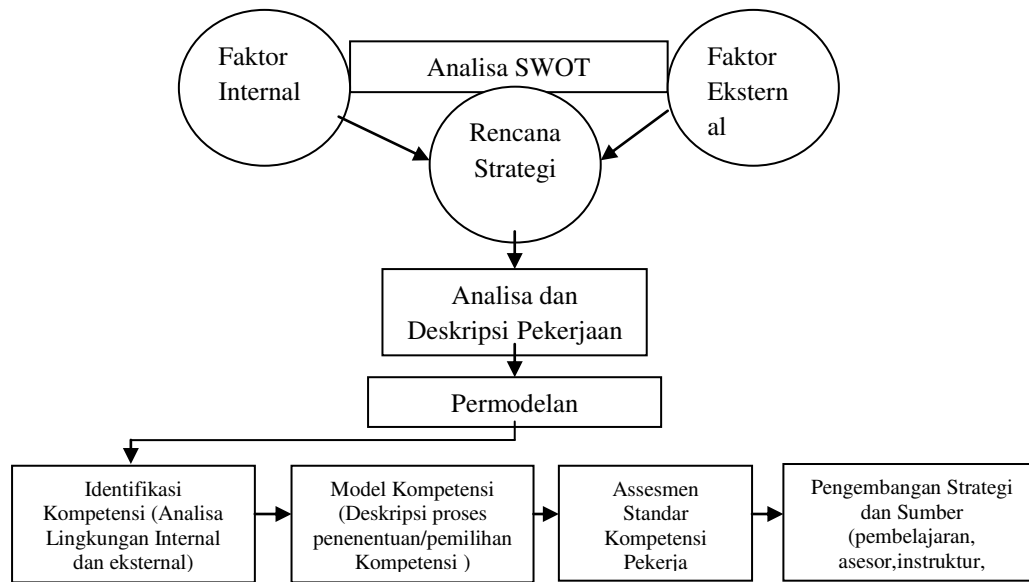 Faktor
Internal
Analisa SWOT
Faktor
Ekstern
al
Rencana
Strategi
Analisa dan
Deskripsi Pekerjaan
Permodelan
Identifikasi
Kompetensi (Analisa
Lingkungan Internal
dan eksternal)
Model Kompetensi
(Deskripsi proses
penenentuan/pemilihan
Kompetensi )
Assesmen
Standar
Kompetensi
Pekerja
Pengembangan Strategi
dan Sumber
(pembelajaran,
asesor,instruktur,